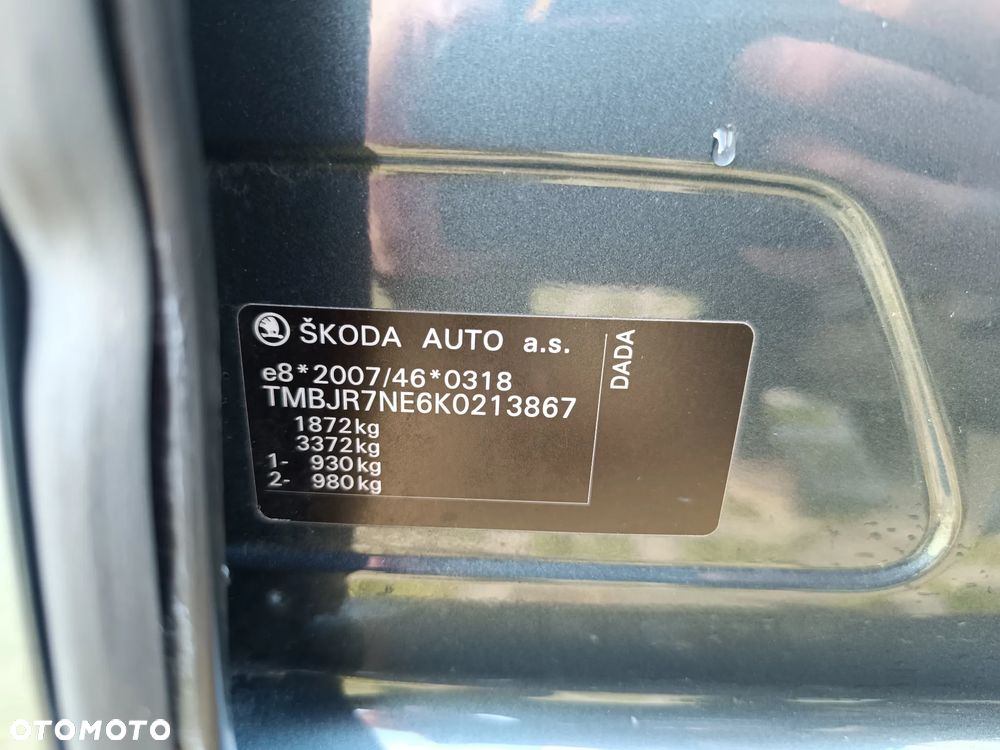 ŠKODA AUTO a.s.
e8*2007/46*0318
TMBJR7NE6K0213867
1872kg
3372kg
1- 930kg
2- 980kg
DADA
OTOMOTO